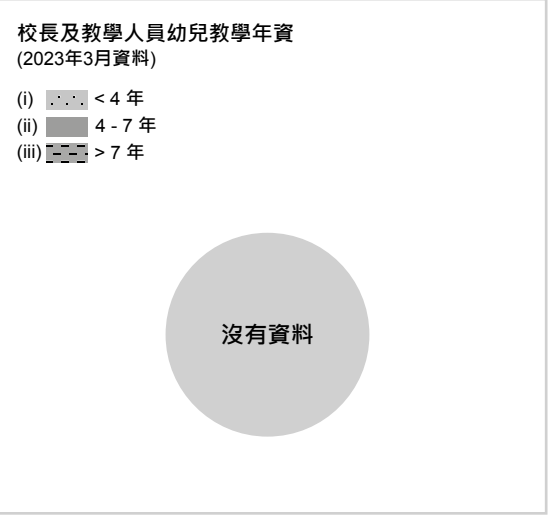 校長及教學人員幼兒教學年資
(2023年3月資料)
(i) < 4 年
(ii) 4 - 7 年
(iii) > 7 年
沒有資料